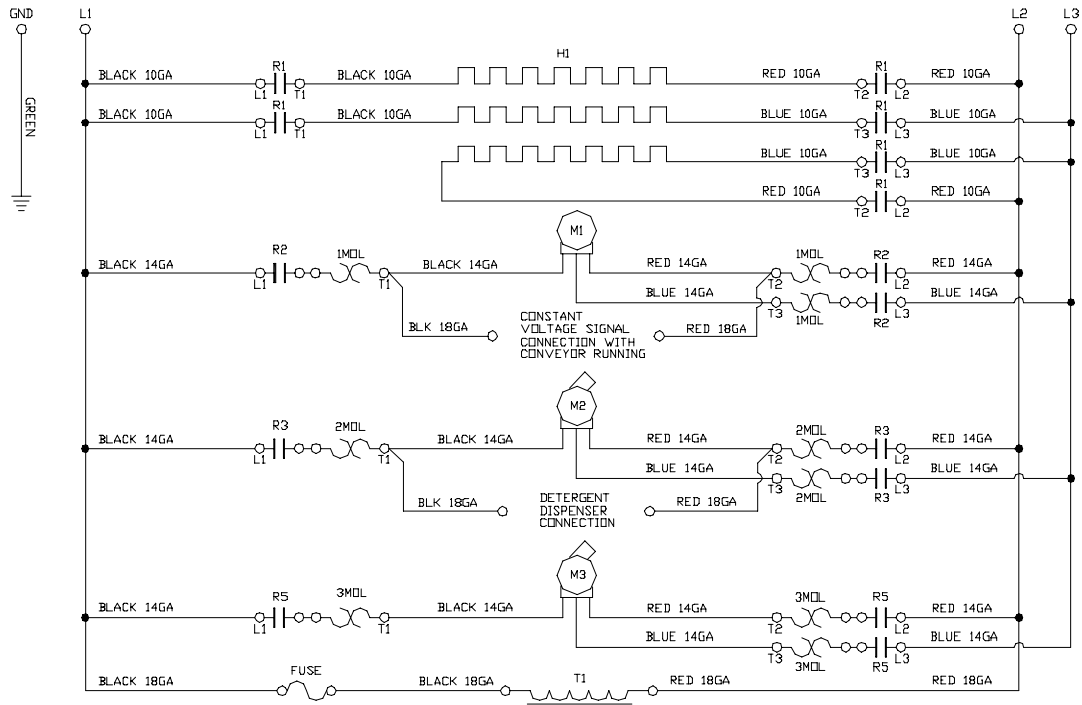 GND L1 L2 L3
H1
BLACK 10GA R1 BLACK 10GA RED 10GA R1 RED 10GA
L1 T1 T2 L2
BLACK 10GA R1 BLACK 10GA BLUE 10GA R1 BLUE 10GA
L1 T1 T3 L3
GREEN
BLUE 10GA R1 BLUE 10GA
T3 L3
RED 10GA R1 RED 10GA
T2 L2
M1
BLACK 14GA R2 1MOL BLACK 14GA RED 14GA 1MOL R2 RED 14GA
L1 T1 T2 L2
BLUE 14GA BLUE 14GA
T3 1MOL R2 L3
BLK 18GA RED 18GA
CONSTANT
VOLTAGE SIGNAL
CONNECTION WITH
CONVEYOR RUNNING
M2
BLACK 14GA R3 2MOL BLACK 14GA RED 14GA 2MOL R3 RED 14GA
L1 T1 T2 L2
BLUE 14GA BLUE 14GA
T3 2MOL R3 L3
BLK 18GA RED 18GA
DETERGENT
DISPENSER
CONNECTION
M3
BLACK 14GA R5 3MOL BLACK 14GA RED 14GA 3MOL R5 RED 14GA
L1 T1 T2 L2
BLUE 14GA BLUE 14GA
T3 3MOL R5 L3
BLACK 18GA FUSE BLACK 18GA T1 RED 18GA RED 18GA